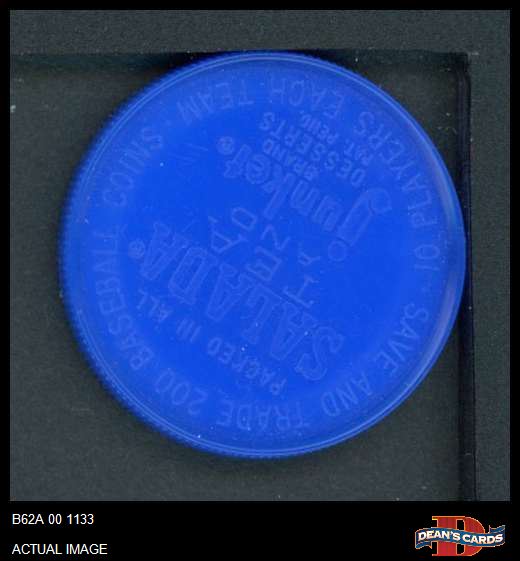 SAVE AND TRADE 200 BASEBALL COINS · 10 PLAYERS EACH TEAM ·
PACKED IN ALL
SALADA®
TEA
AND
junket®
BRAND
DESSERTS
PAT. PEND.
B62A 00 1133
ACTUAL IMAGE
D
DEAN'S CARDS